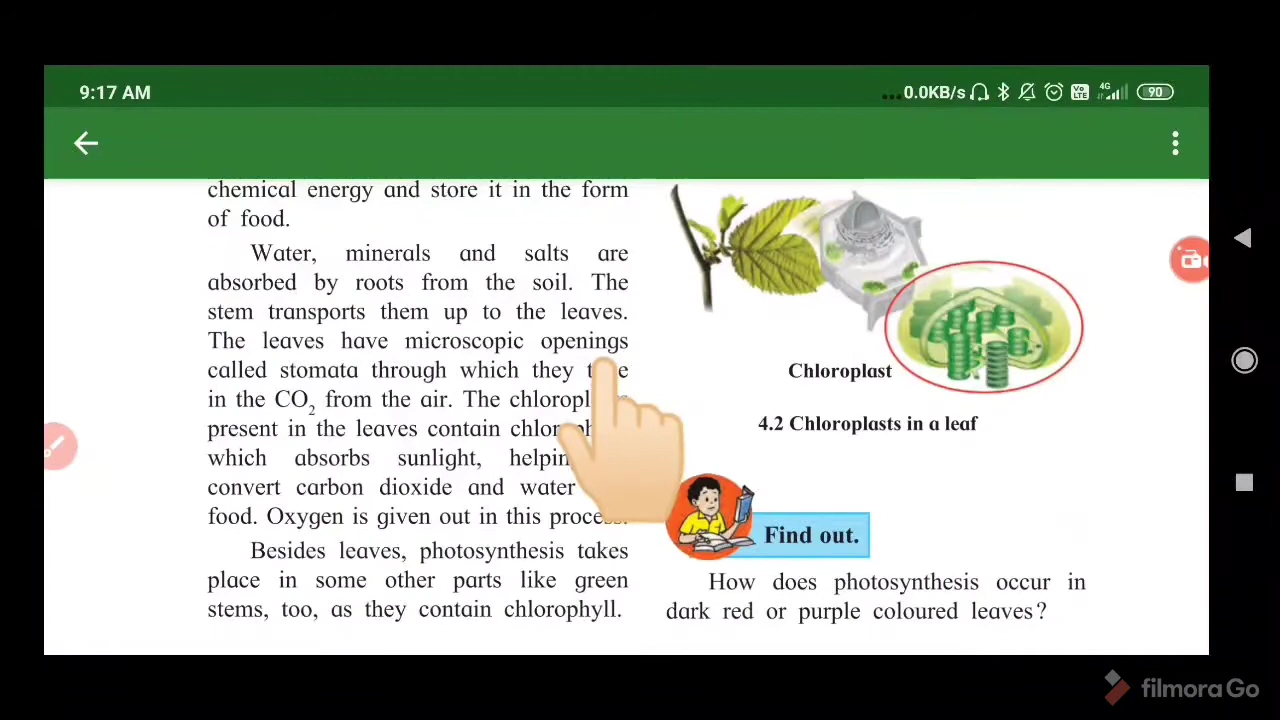 9:17 AM
...0.0KB/s
Vo
LTE
4G
90
chemical energy and store it in the form
of food.
Water, minerals and salts are
absorbed by roots from the soil. The
stem transports them up to the leaves.
The leaves have microscopic openings
called stomata through which they
in the CO2 from the air. The
present in the leaves contain
which absorbs sunlight,
convert carbon dioxide and water
food. Oxygen is given out in this process.
Besides leaves, photosynthesis takes
place in some other parts like green
stems, too, as they contain chlorophyll.
Chloroplast
4.2 Chloroplasts in a leaf
Find out.
How does photosynthesis occur in
dark red or purple coloured leaves?
filmoraGo